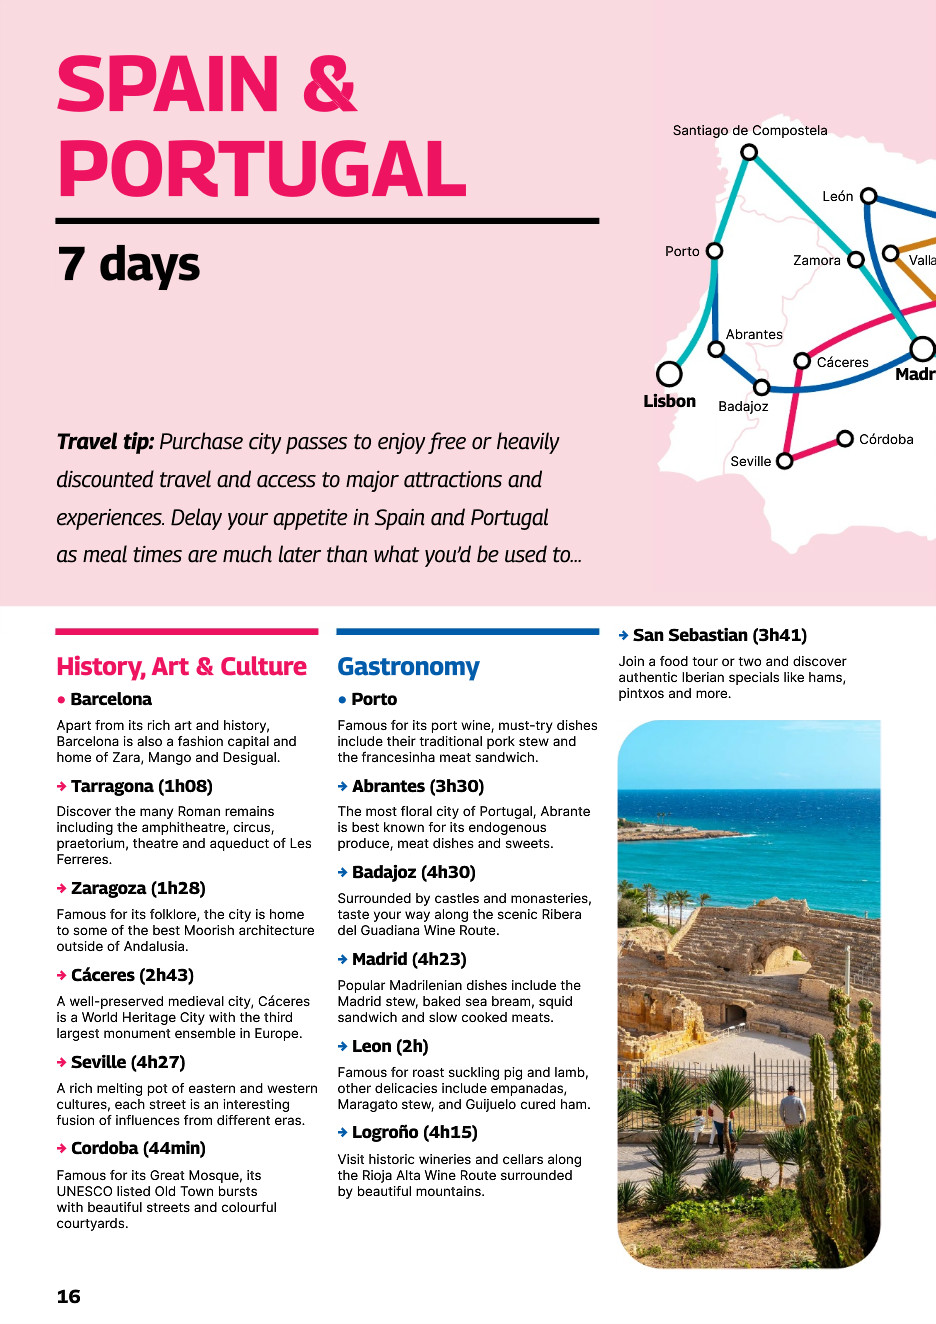 SPAIN &
PORTUGAL
7 days
Travel tip: Purchase city passes to enjoy free or heavily
discounted travel and access to major attractions and
experiences. Delay your appetite in Spain and Portugal
as meal times are much later than what you'd be used to...
Santiago de Compostela
León
Porto
Zamora
Valla
Abrantes
Cáceres
Madr
Lisbon
Badajoz
Córdoba
Seville
History, Art & Culture
• Barcelona
Apart from its rich art and history,
Barcelona is also a fashion capital and
home of Zara, Mango and Desigual.
→ Tarragona (1h08)
Discover the many Roman remains
including the amphitheatre, circus,
praetorium, theatre and aqueduct of Les
Ferreres.
→ Zaragoza (1h28)
Famous for its folklore, the city is home
to some of the best Moorish architecture
outside of Andalusia.
→ Cáceres (2h43)
A well-preserved medieval city, Cáceres
is a World Heritage City with the third
largest monument ensemble in Europe.
→ Seville (4h27)
A rich melting pot of eastern and western
cultures, each street is an interesting
fusion of influences from different eras.
→ Cordoba (44min)
Famous for its Great Mosque, its
UNESCO listed Old Town bursts
with beautiful streets and colourful
courtyards.
Gastronomy
• Porto
Famous for its port wine, must-try dishes
include their traditional pork stew and
the francesinha meat sandwich.
→ Abrantes (3h30)
The most floral city of Portugal, Abrante
is best known for its endogenous
produce, meat dishes and sweets.
→ Badajoz (4h30)
Surrounded by castles and monasteries,
taste your way along the scenic Ribera
del Guadiana Wine Route.
→ Madrid (4h23)
Popular Madrilenian dishes include the
Madrid stew, baked sea bream, squid
sandwich and slow cooked meats.
→ Leon (2h)
Famous for roast suckling pig and lamb,
other delicacies include empanadas,
Maragato stew, and Guijuelo cured ham.
→ Logroño (4h15)
Visit historic wineries and cellars along
the Rioja Alta Wine Route surrounded
by beautiful mountains.
→ San Sebastian (3h41)
Join a food tour or two and discover
authentic Iberian specials like hams,
pintxos and more.
16